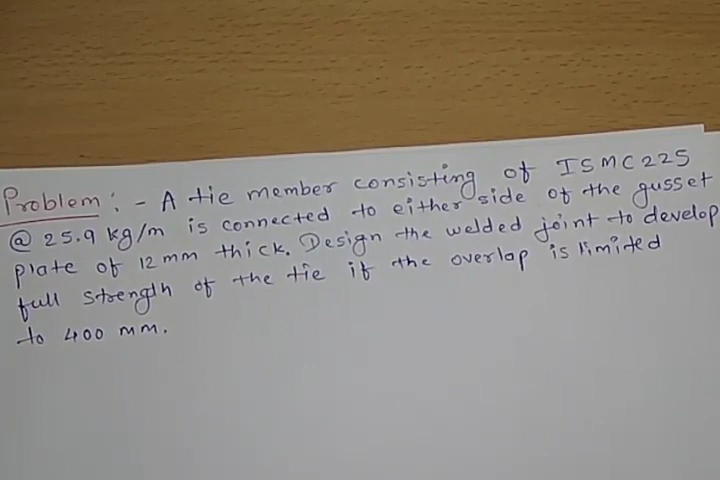 Problem : - A tie member consisting of ISMC225
@ 25.9 kg/m is connected to either side of the gusset
plate of 12 mm thick. Design the welded joint to develop
full strength of the tie if the overlap is limited
to 400 mm.